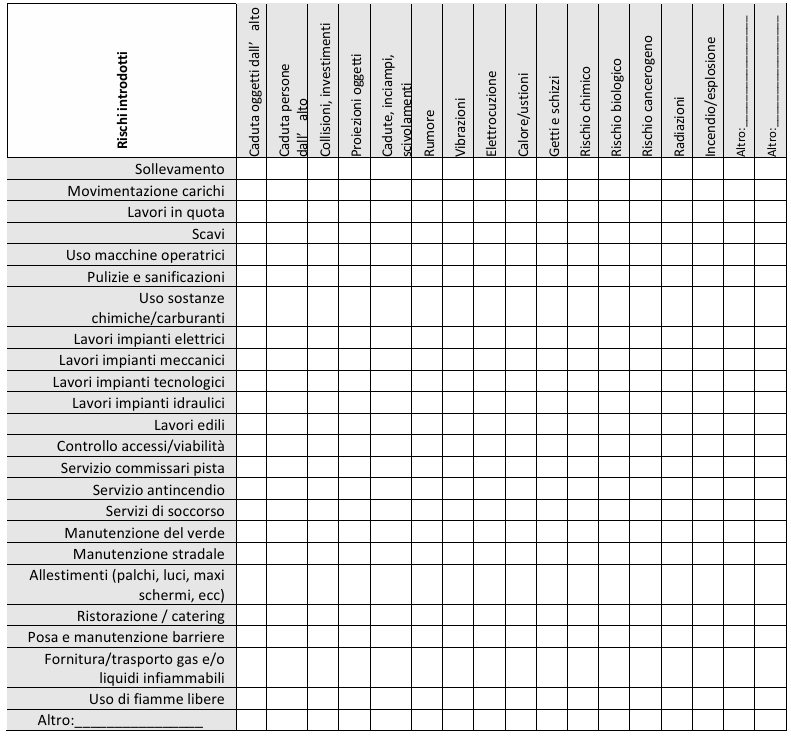 Rischi introdotti
Caduta oggetti dall’ alto
Caduta persone
dall’ alto
Collisioni, investimenti
Proiezioni oggetti
Cadute, inciampi,
scivolamenti
Rumore
Vibrazioni
Elettrocuzione
Calore/ustioni
Getti e schizzi
Rischio chimico
Rischio biologico
Rischio cancerogeno
Radiazioni
Incendio/esplosione
Altro:________________
Altro:________________
Sollevamento
Movimentazione carichi
Lavori in quota
Scavi
Uso macchine operatrici
Pulizie e sanificazioni
Uso sostanze
chimiche/carburanti
Lavori impianti elettrici
Lavori impianti meccanici
Lavori impianti tecnologici
Lavori impianti idraulici
Lavori edili
Controllo accessi/viabilità
Servizio commissari pista
Servizio antincendio
Servizi di soccorso
Manutenzione del verde
Manutenzione stradale
Allestimenti (palchi, luci, maxi
schermi, ecc)
Ristorazione / catering
Posa e manutenzione barriere
Fornitura/trasporto gas e/o
liquidi infiammabili
Uso di fiamme libere
Altro:________________